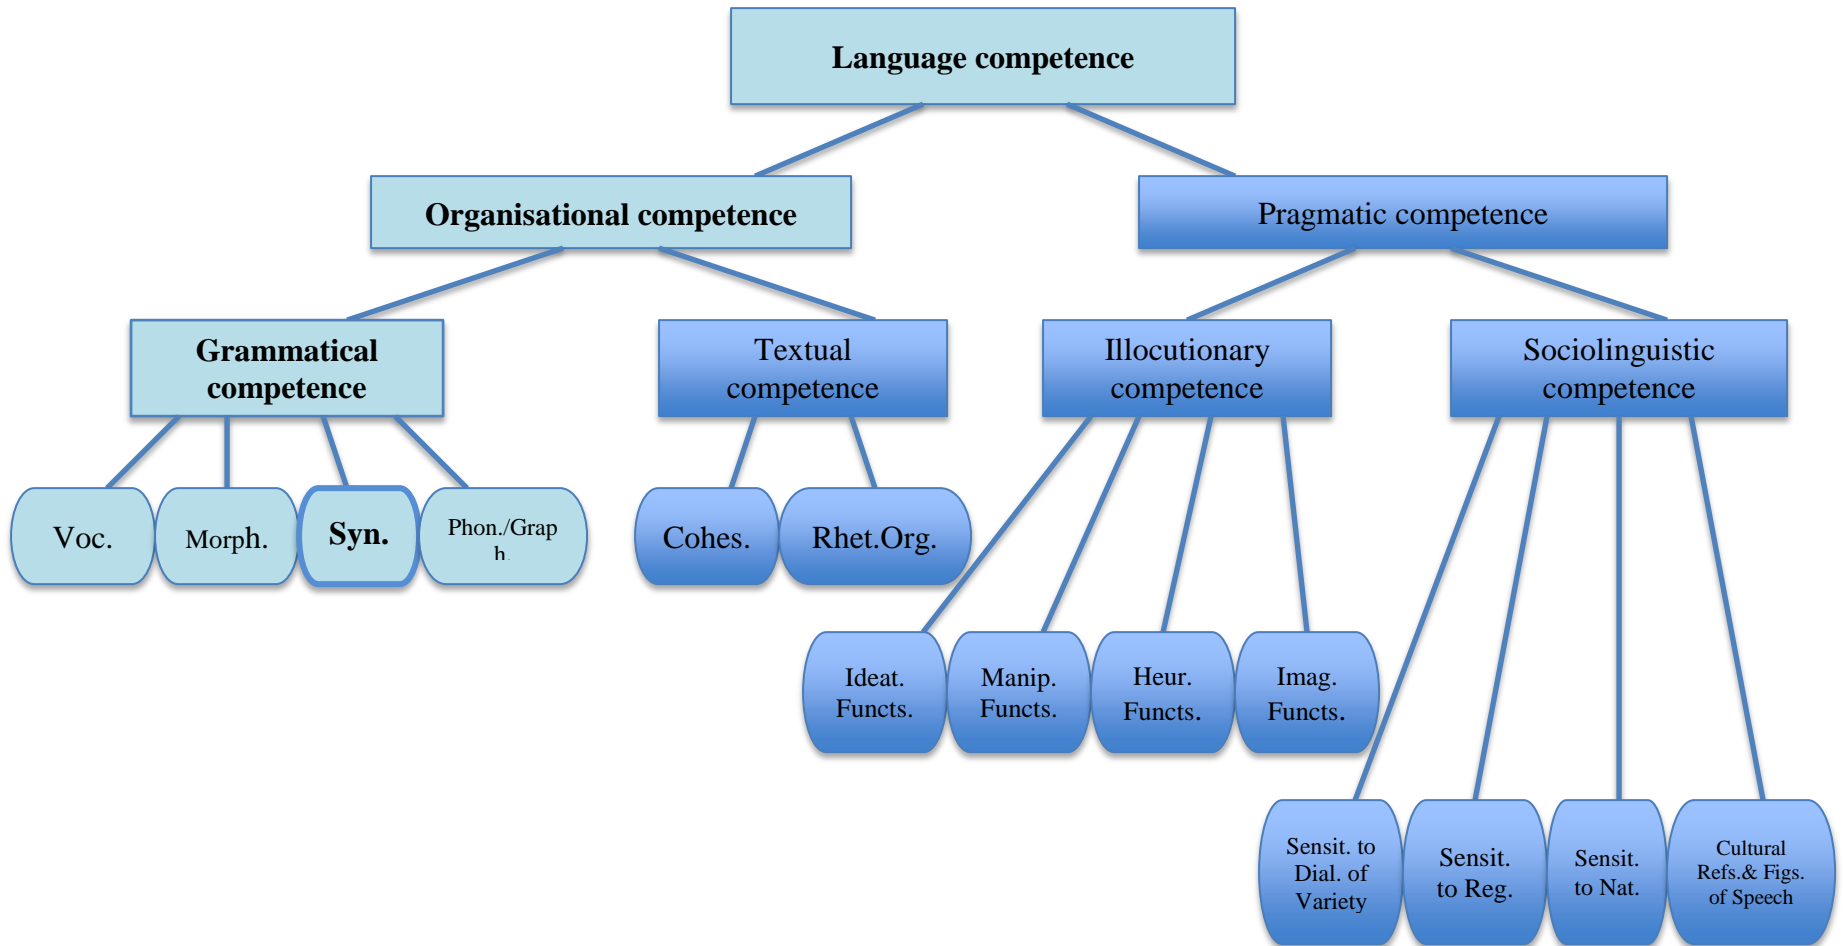 Language competence
Organisational competence
Pragmatic competence
Grammatical
competence
Textual
competence
Illocutionary
competence
Sociolinguistic
competence
Voc.
Morph.
Syn.
Phon./Grap
h.
Cohes.
Rhet.Org.
Ideat.
Functs.
Manip.
Functs.
Heur.
Functs.
Imag.
Functs.
Sensit. to
Dial. of
Variety
Sensit.
to Reg.
Sensit.
to Nat.
Cultural
Refs.& Figs.
of Speech